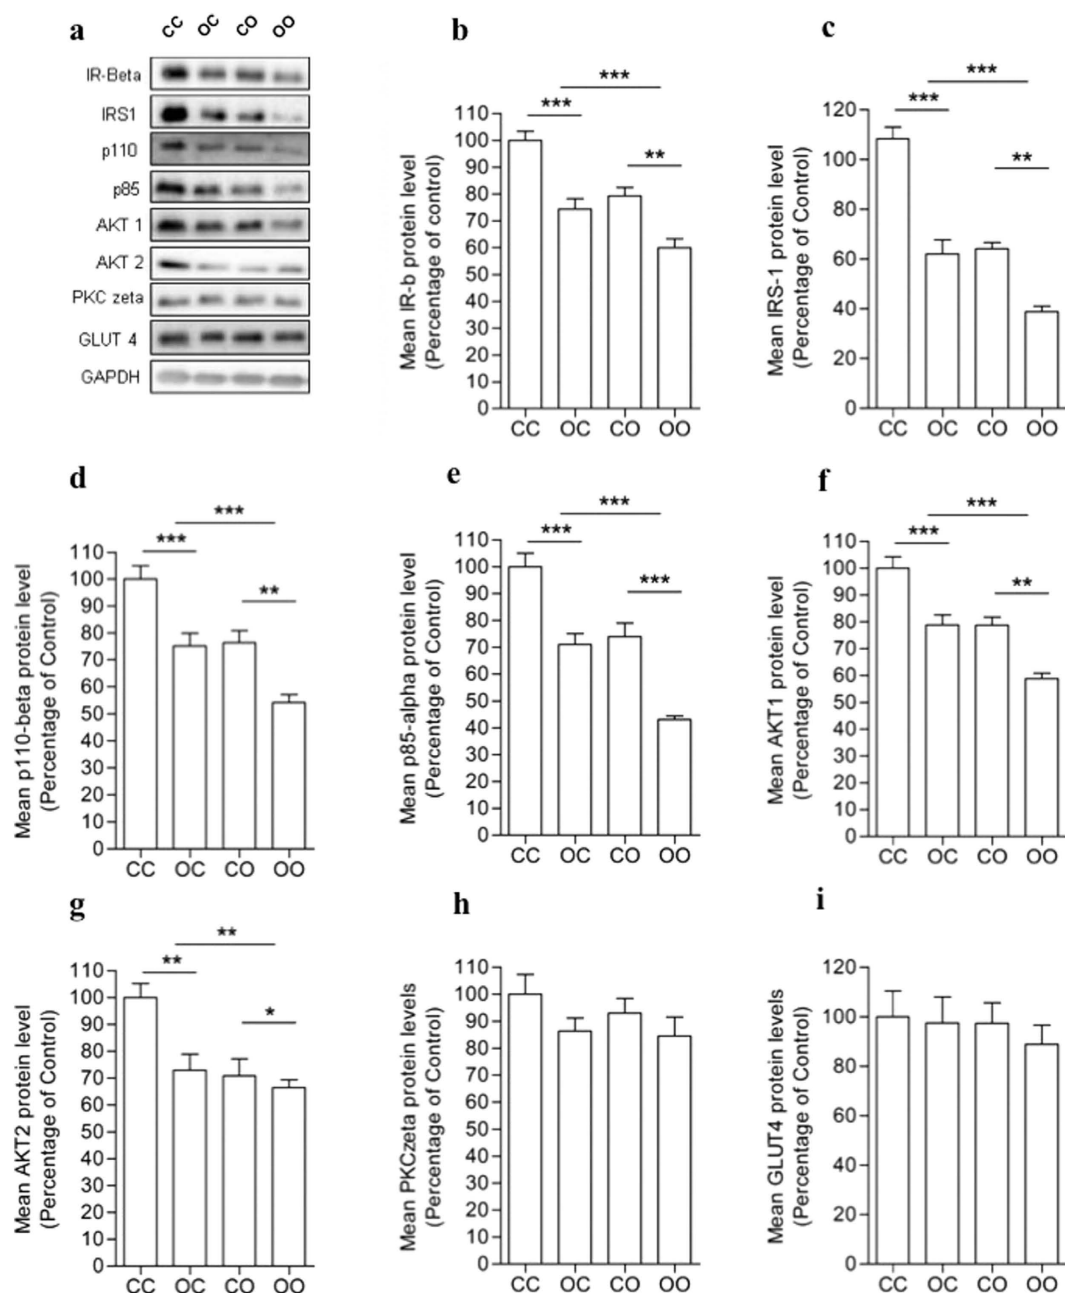 a
CC OC CO OO
IR-Beta
IRS1
p110
p85
AKT 1
AKT 2
PKC zeta
GLUT 4
GAPDH
b
Mean IR-b protein level
(Percentage of control)
110
100
90
80
70
60
50
40
30
20
10
0
***
***
**
CC OC CO OO
c
Mean IRS-1 protein level
(Percentage of Control)
120
100
80
60
40
20
0
***
***
**
CC OC CO OO
d
Mean p110-beta protein level
(Percentage of Control)
110
100
90
80
70
60
50
40
30
20
10
0
***
***
**
CC OC CO OO
e
Mean p85-alpha protein level
(Percentage of Control)
110
100
90
80
70
60
50
40
30
20
10
0
***
***
***
CC OC CO OO
f
Mean AKT1 protein level
(Percentage of Control)
110
100
90
80
70
60
50
40
30
20
10
0
***
***
**
CC OC CO OO
g
Mean AKT2 protein level
(Percentage of Control)
110
100
90
80
70
60
50
40
30
20
10
0
**
**
*
CC OC CO OO
h
Mean PKCzeta protein levels
(Percentage of Control)
110
100
90
80
70
60
50
40
30
20
10
0
CC OC CO OO
i
Mean GLUT4 protein levels
(Percentage of Control)
120
100
80
60
40
20
0
CC OC CO OO